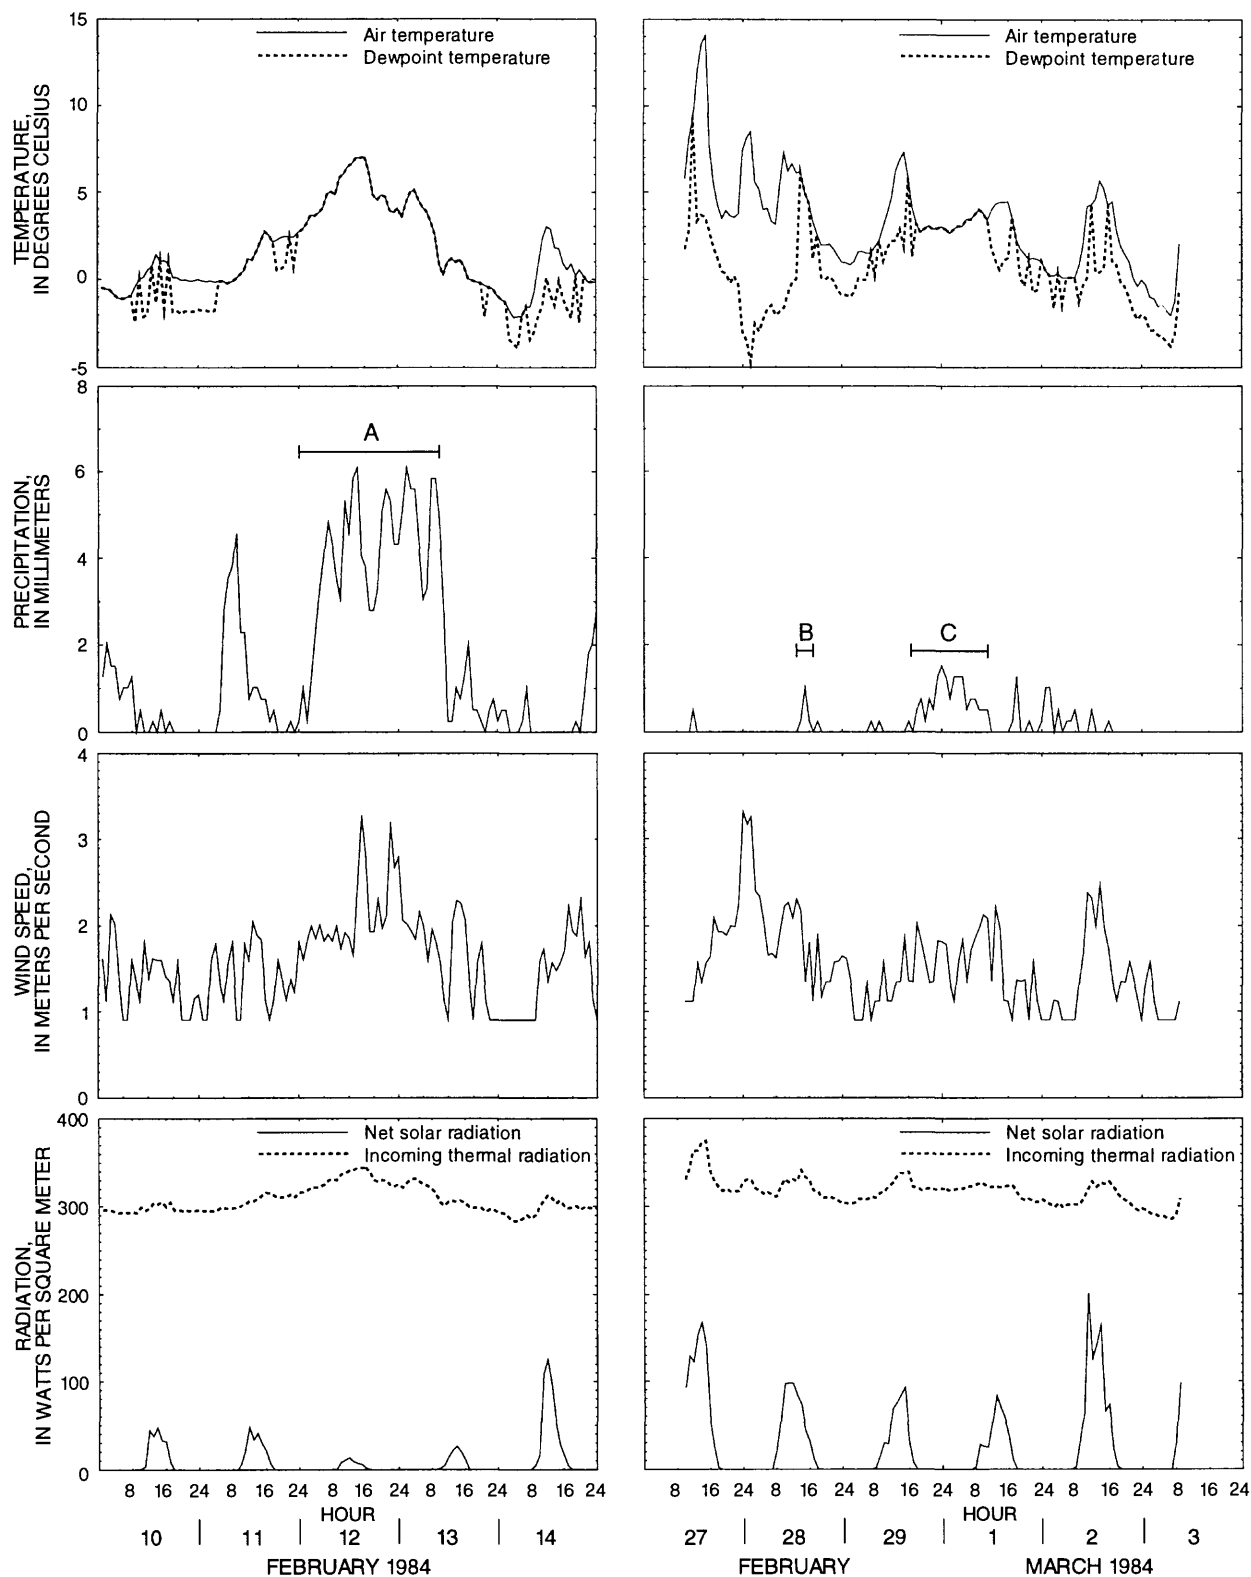 15
Air temperature
Dewpoint temperature
10
5
0
-5
TEMPERATURE,
IN DEGREES CELSIUS
Air temperature
Dewpoint temperature
8
A
6
4
2
0
PRECIPITATION,
IN MILLIMETERS
B
C
4
3
2
1
0
WIND SPEED,
IN METERS PER SECOND
400
Net solar radiation
Incoming thermal radiation
300
200
100
0
RADIATION,
IN WATTS PER SQUARE METER
Net solar radiation
Incoming thermal radiation
8 16 24 8 16 24 8 16 24 8 16 24 8 16 24
HOUR
10 | 11 | 12 | 13 | 14
FEBRUARY 1984
8 16 24 8 16 24 8 16 24 8 16 24 8 16 24 8 16 24
HOUR
27 | 28 | 29 | 1 | 2 | 3
FEBRUARY MARCH 1984